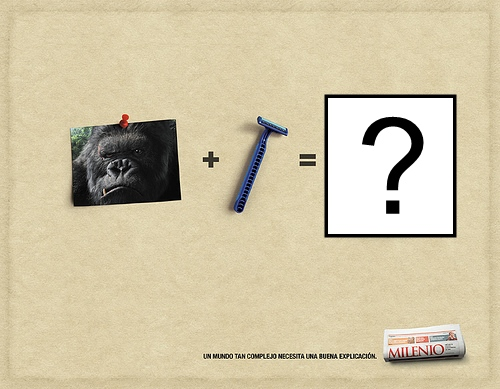 + = ?
UN MUNDO TAN COMPLEJO NECESITA UNA BUENA EXPLICACIÓN.
MILENIO